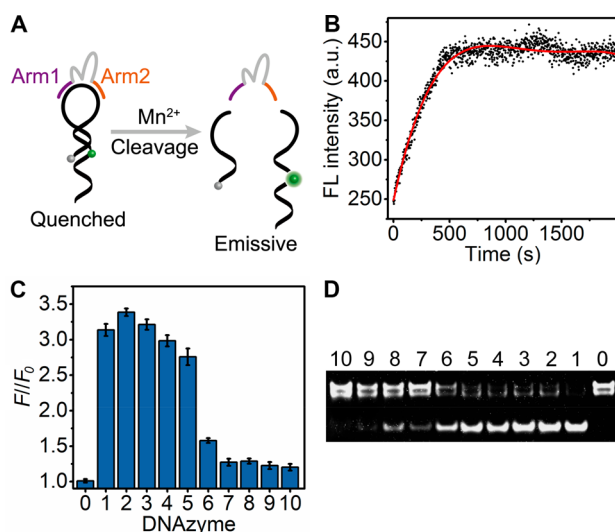 A
Arm1 Arm2
Mn²⁺
Cleavage
Quenched
Emissive
B
FL intensity (a.u.)
450
400
350
300
250
0 500 1000 1500
Time (s)
C
F//F₀
3.5
3.0
2.5
2.0
1.5
1.0
0 1 2 3 4 5 6 7 8 9 10
DNAzyme
D
10 9 8 7 6 5 4 3 2 1 0